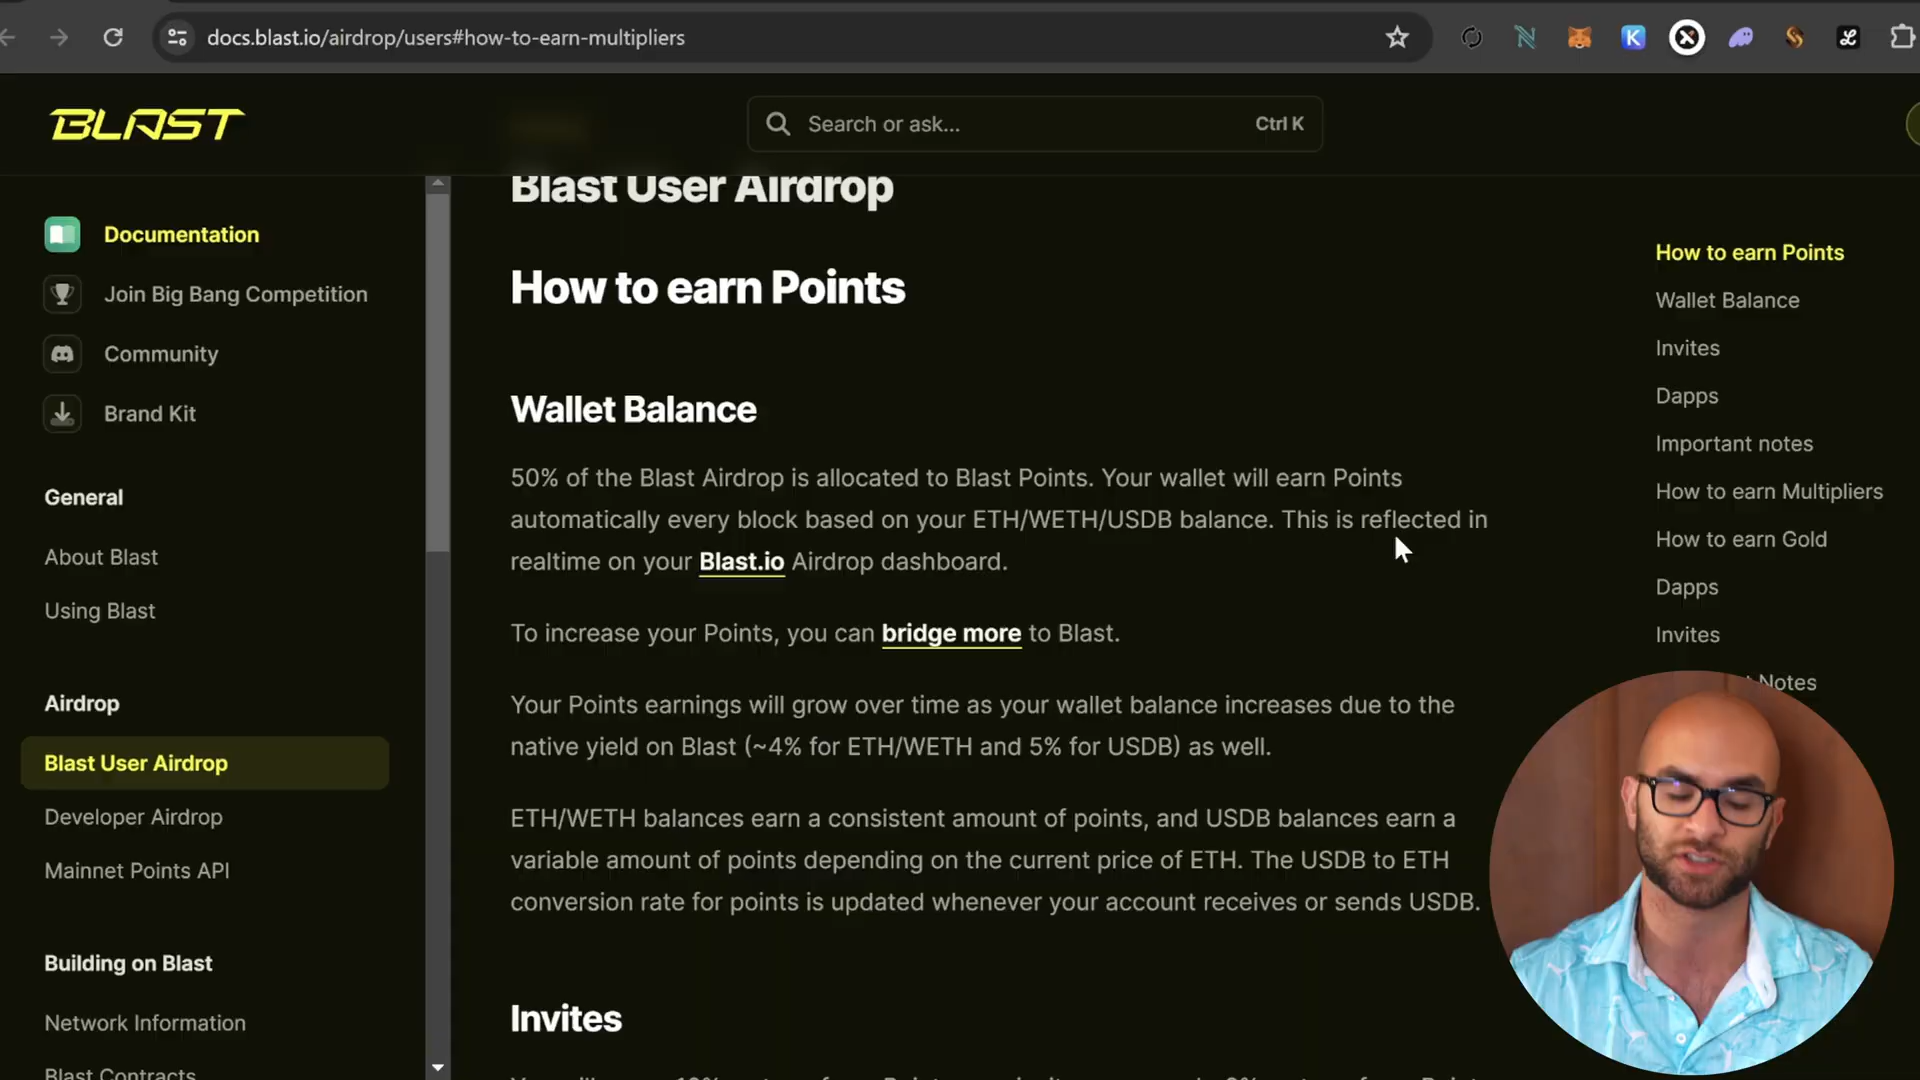 docs.blast.io/airdrop/users#how-to-earn-multipliers
BLAST
Search or ask...
Ctrl K
Documentation
Join Big Bang Competition
Community
Brand Kit
General
About Blast
Using Blast
Airdrop
Blast User Airdrop
Developer Airdrop
Mainnet Points API
Building on Blast
Network Information
Blast Contracts
Blast User Airdrop
How to earn Points
Wallet Balance
50% of the Blast Airdrop is allocated to Blast Points. Your wallet will earn Points
automatically every block based on your ETH/WETH/USDB balance. This is reflected in
realtime on your Blast.io Airdrop dashboard.
To increase your Points, you can bridge more to Blast.
Your Points earnings will grow over time as your wallet balance increases due to the
native yield on Blast (~4% for ETH/WETH and 5% for USDB) as well.
ETH/WETH balances earn a consistent amount of points, and USDB balances earn a
variable amount of points depending on the current price of ETH. The USDB to ETH
conversion rate for points is updated whenever your account receives or sends USDB.
Invites
How to earn Points
Wallet Balance
Invites
Dapps
Important notes
How to earn Multipliers
How to earn Gold
Dapps
Invites
Notes